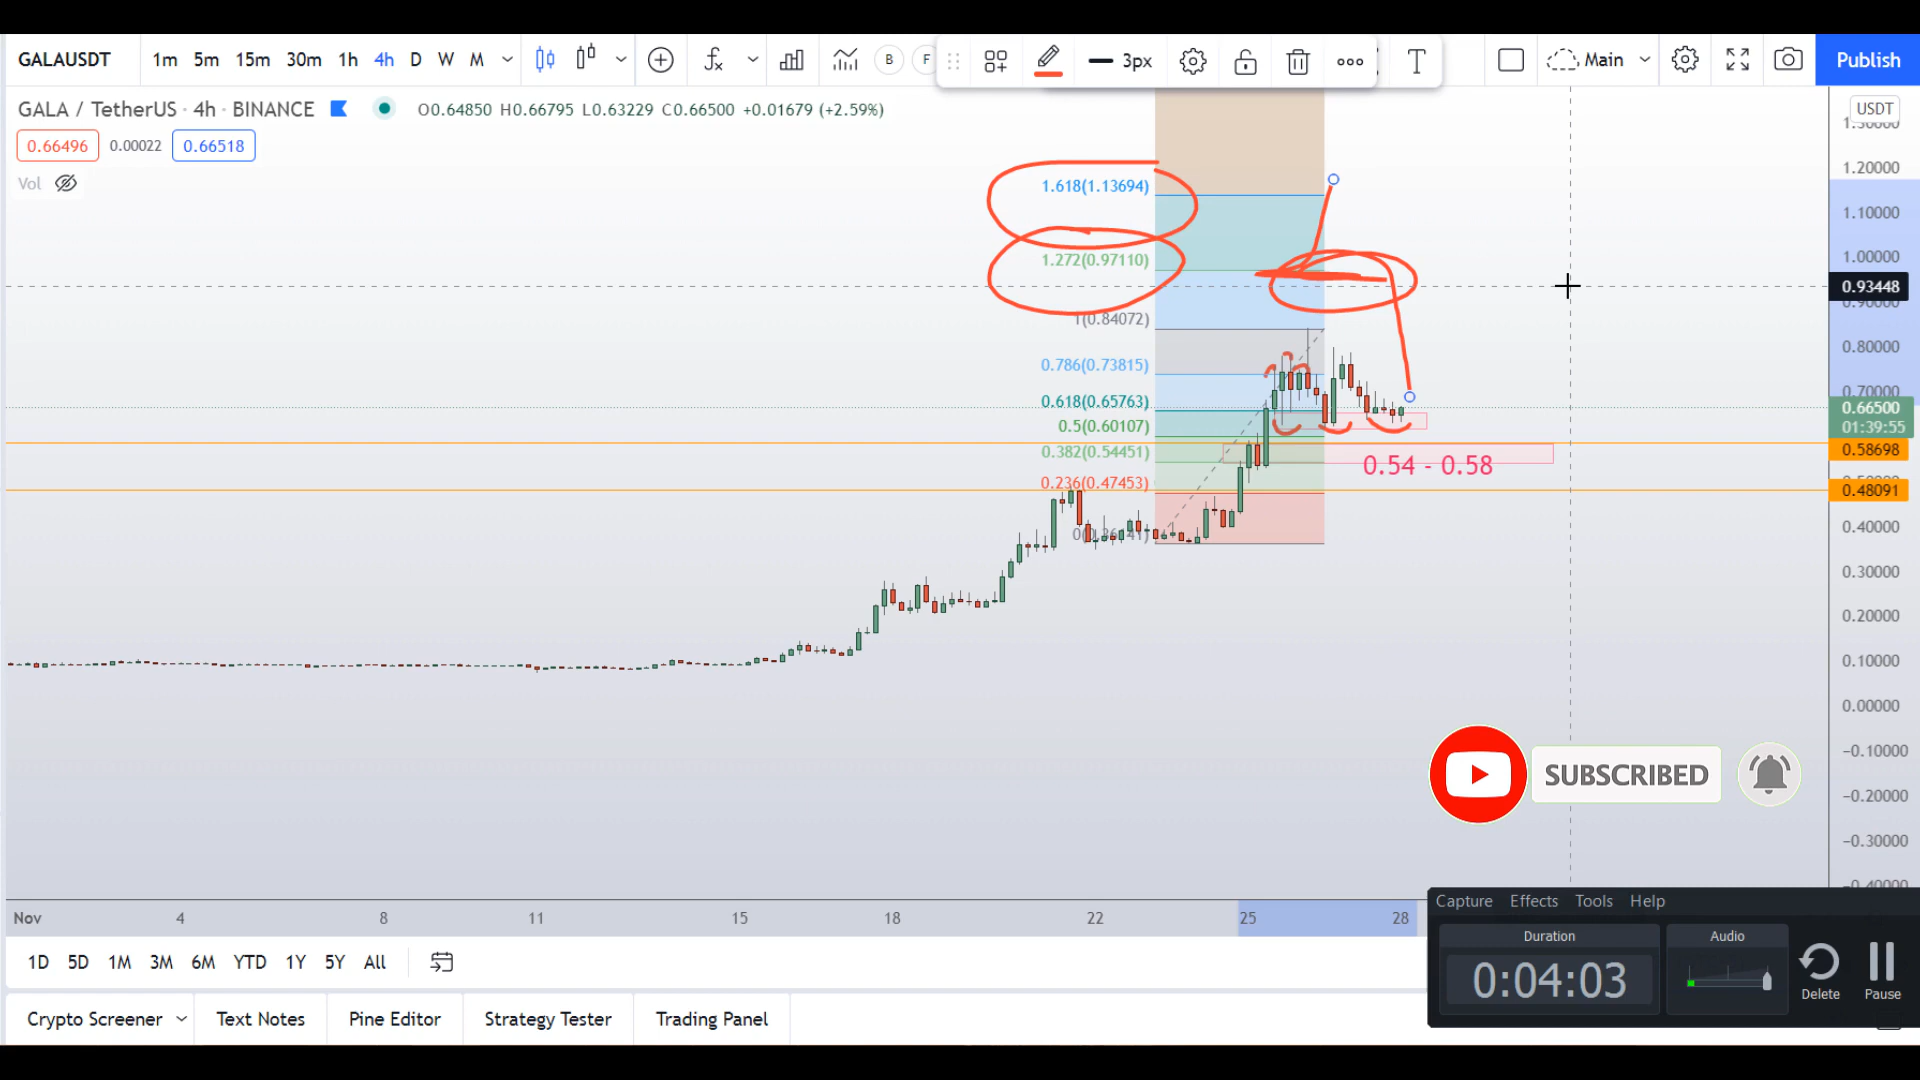 GALAUSDT 1m 5m 15m 30m 1h 4h D W M B F 3px T Main Publish
GALA / TetherUS · 4h · BINANCE O0.64850 H0.66795 L0.63229 C0.66500 +0.01679 (+2.59%)
0.66496 0.00022 0.66518
Vol
USDT
1.20000
1.10000
1.00000
0.93448
0.80000
0.70000
0.66500
01:39:55
0.58698
0.48091
0.40000
0.30000
0.20000
0.10000
0.00000
−0.10000
−0.20000
−0.30000
1.618(1.13694)
1.272(0.97110)
1(0.84072)
0.786(0.73815)
0.618(0.65763)
0.5(0.60107)
0.382(0.54451)
0.236(0.47453)
0.54 - 0.58
SUBSCRIBED
Nov 4 8 11 15 18 22 25 28
1D 5D 1M 3M 6M YTD 1Y 5Y All
Crypto Screener Text Notes Pine Editor Strategy Tester Trading Panel
Capture Effects Tools Help
Duration Audio
0:04:03
Delete Pause